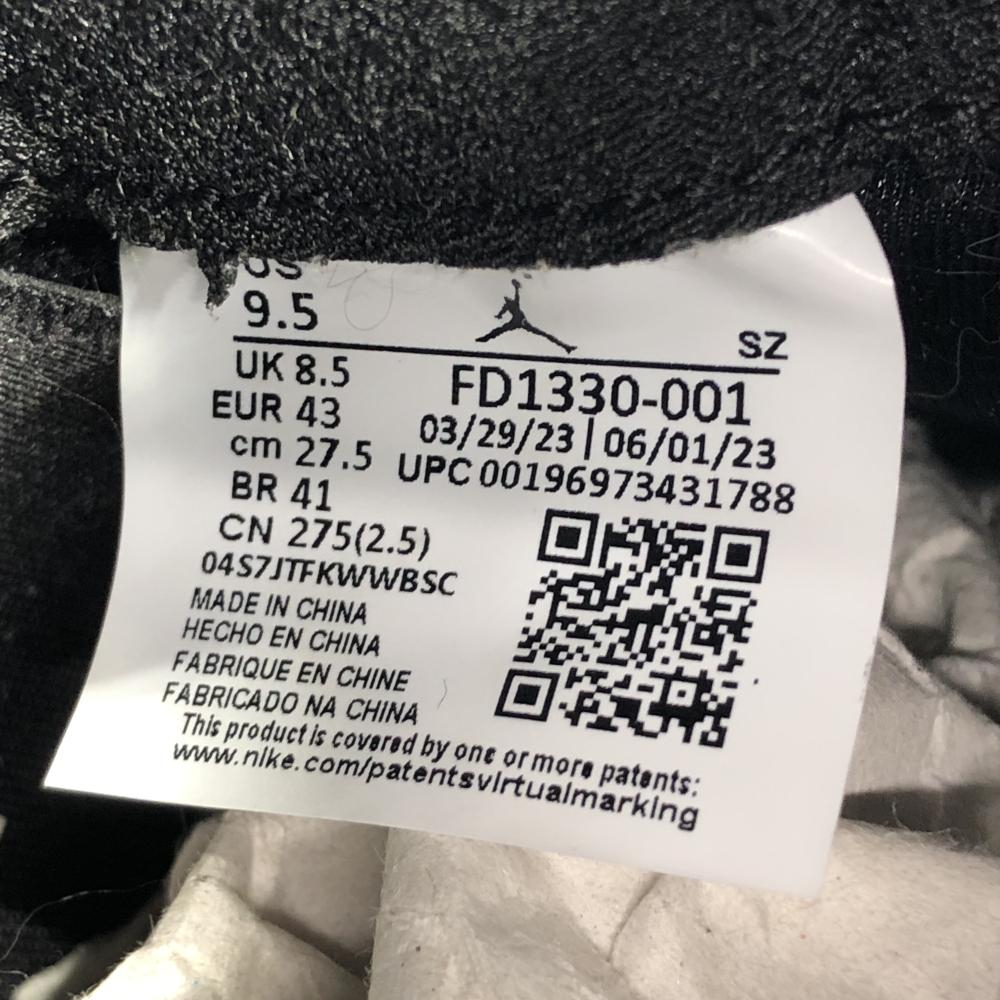 US
9.5
SZ
UK 8.5
FD1330-001
EUR 43
03/29/23 | 06/01/23
cm 27.5
UPC 00196973431788
BR 41
CN 275(2.5)
04S7JTFKWWBSC
MADE IN CHINA
HECHO EN CHINA
FABRIQUE EN CHINE
FABRICADO NA CHINA
This product is covered by one or more patents:
www.nike.com/patentsvirtualmarking